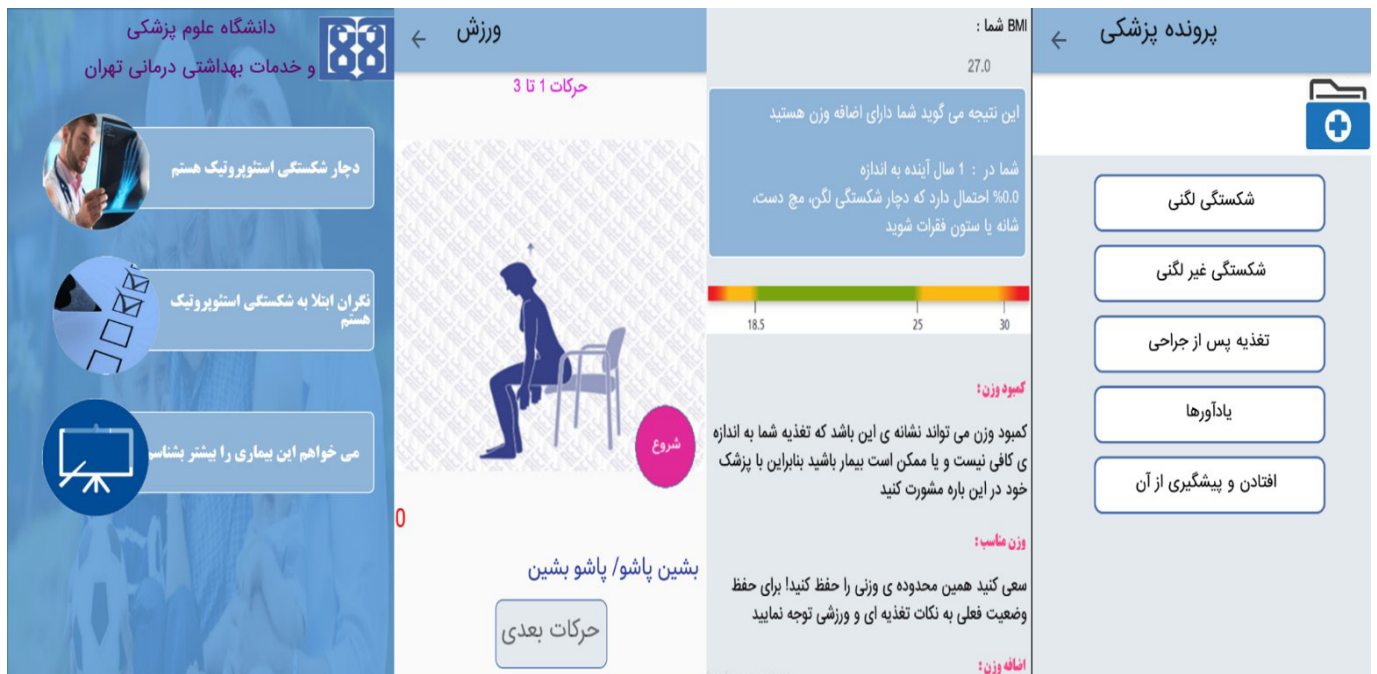 دانشگاه علوم پزشکی
و خدمات بهداشتی درمانی تهران
دچار شکستگی استئوپروتیک هستم
نگران ابتلا به شکستگی استئوپروتیک
هستم
می خواهم این بیماری را بیشتر بشناسم
ورزش
حرکات 1 تا 3
شروع
0
بشین پاشو/ پاشو بشین
حرکات بعدی
BMI شما :
27.0
این نتیجه می گوید شما دارای اضافه وزن هستید
شما در : 1 سال آینده به اندازه
%0.0 احتمال دارد که دچار شکستگی لگن، مچ دست،
شانه یا ستون فقرات شوید
18.5 25 30
کمبود وزن :
کمبود وزن می تواند نشانه ی این باشد که تغذیه شما به اندازه
ی کافی نیست و یا ممکن است بیمار باشید بنابراین با پزشک
خود در این باره مشورت کنید
وزن مناسب :
سعی کنید همین محدوده ی وزنی را حفظ کنید! برای حفظ
وضعیت فعلی به نکات تغذیه ای و ورزشی توجه نمایید
اضافه وزن :
پرونده پزشکی
شکستگی لگنی
شکستگی غیر لگنی
تغذیه پس از جراحی
یادآورها
افتادن و پیشگیری از آن